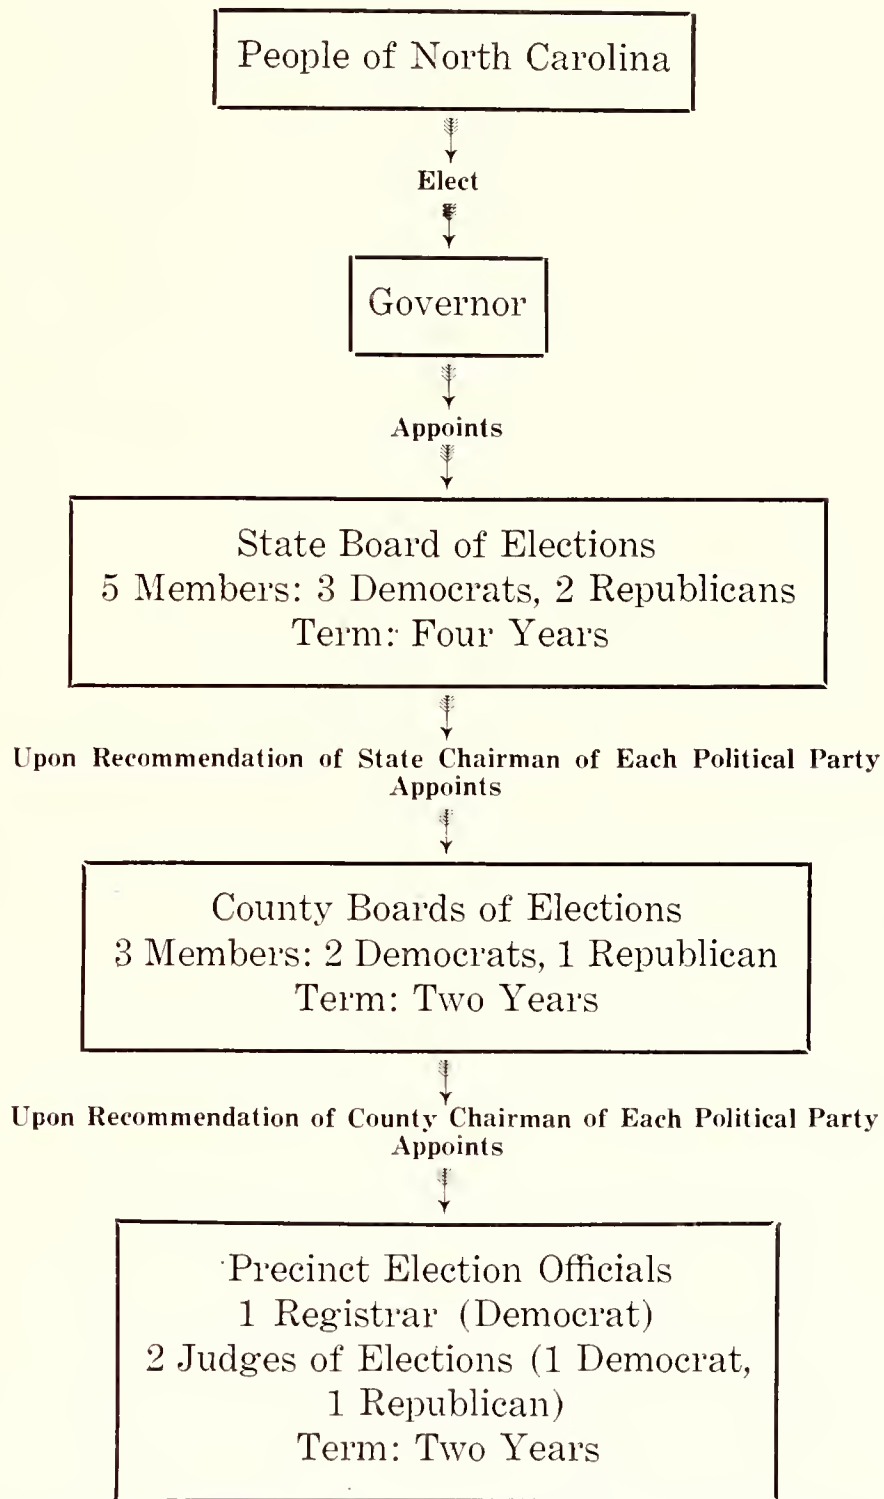 People of North Carolina
Elect
Governor
Appoints
State Board of Elections
5 Members: 3 Democrats, 2 Republicans
Term: Four Years
Upon Recommendation of State Chairman of Each Political Party
Appoints
County Boards of Elections
3 Members: 2 Democrats, 1 Republican
Term: Two Years
Upon Recommendation of County Chairman of Each Political Party
Appoints
Precinct Election Officials
1 Registrar (Democrat)
2 Judges of Elections (1 Democrat,
1 Republican)
Term: Two Years